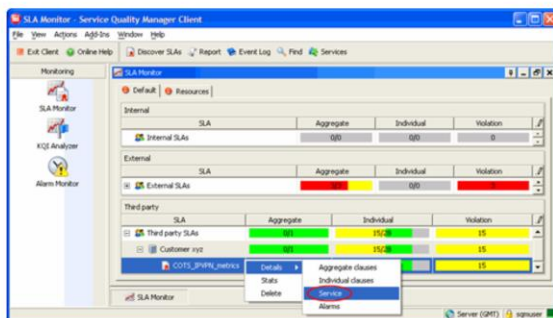 SLA Monitor - Service Quality Manager Client
File View Actions Add-Ins Window Help
Exit Client Online Help Discover SLAs Report Event Log Find Services
Monitoring
SLA Monitor
KQI Analyzer
Alarm Monitor
SLA Monitor
Default Resources
Internal
SLA Aggregate Individual Violation
Internal SLAs 0/0 0/0 0
External
SLA Aggregate Individual Violation
External SLAs 0/0
Third party
SLA Aggregate Individual Violation
Third party SLAs 0/1 15/28 15
Customer xyz 0/1 15/28 15
COTS_IPVPN_metrics 15
Details
Stats
Delete
Aggregate clauses
Individual clauses
Service
Alarms
SLA Monitor
Server (GMT) sqmuser